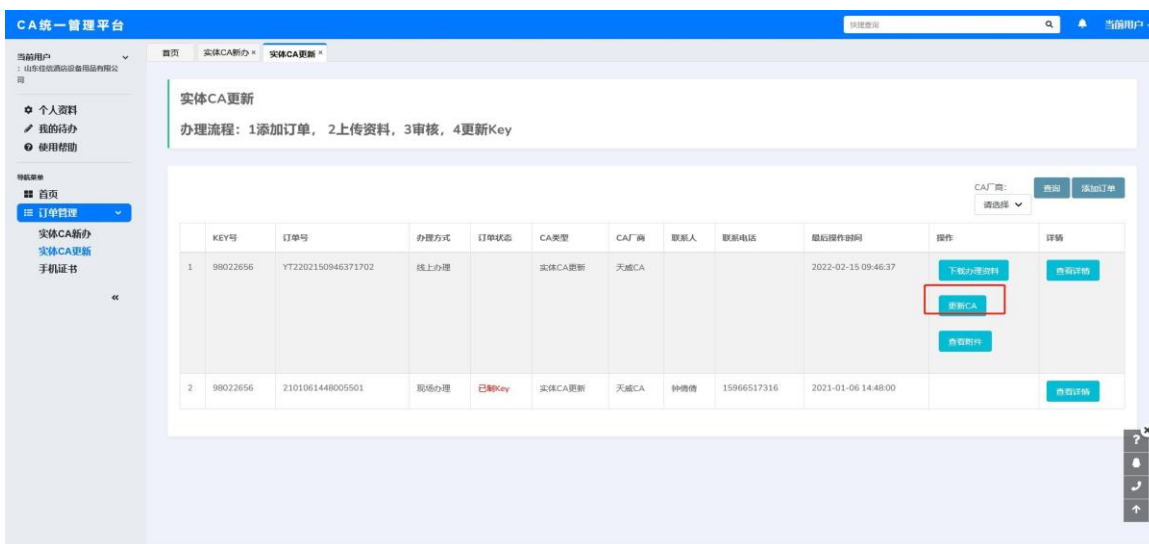 CA统一管理平台
快捷查询
当前用户
当前用户
：山东佳信酒店设备用品有限公
司
个人资料
我的待办
使用帮助
导航菜单
首页
订单管理
实体CA新办
实体CA更新
手机证书
首页 实体CA新办× 实体CA更新×
实体CA更新
办理流程：1添加订单， 2上传资料，3审核，4更新Key
CA厂商:
请选择
查询 添加订单
KEY号 订单号 办理方式 订单状态 CA类型 CA厂商 联系人 联系电话 最后操作时间 操作 详情
1 98022656 YT2202150946371702 线上办理 实体CA更新 天威CA 2022-02-15 09:46:37 下载办理资料 查看详情
更新CA
查看附件
2 98022656 2101061448005501 现场办理 已制Key 实体CA更新 天威CA 钟倩倩 15966517316 2021-01-06 14:48:00 查看详情